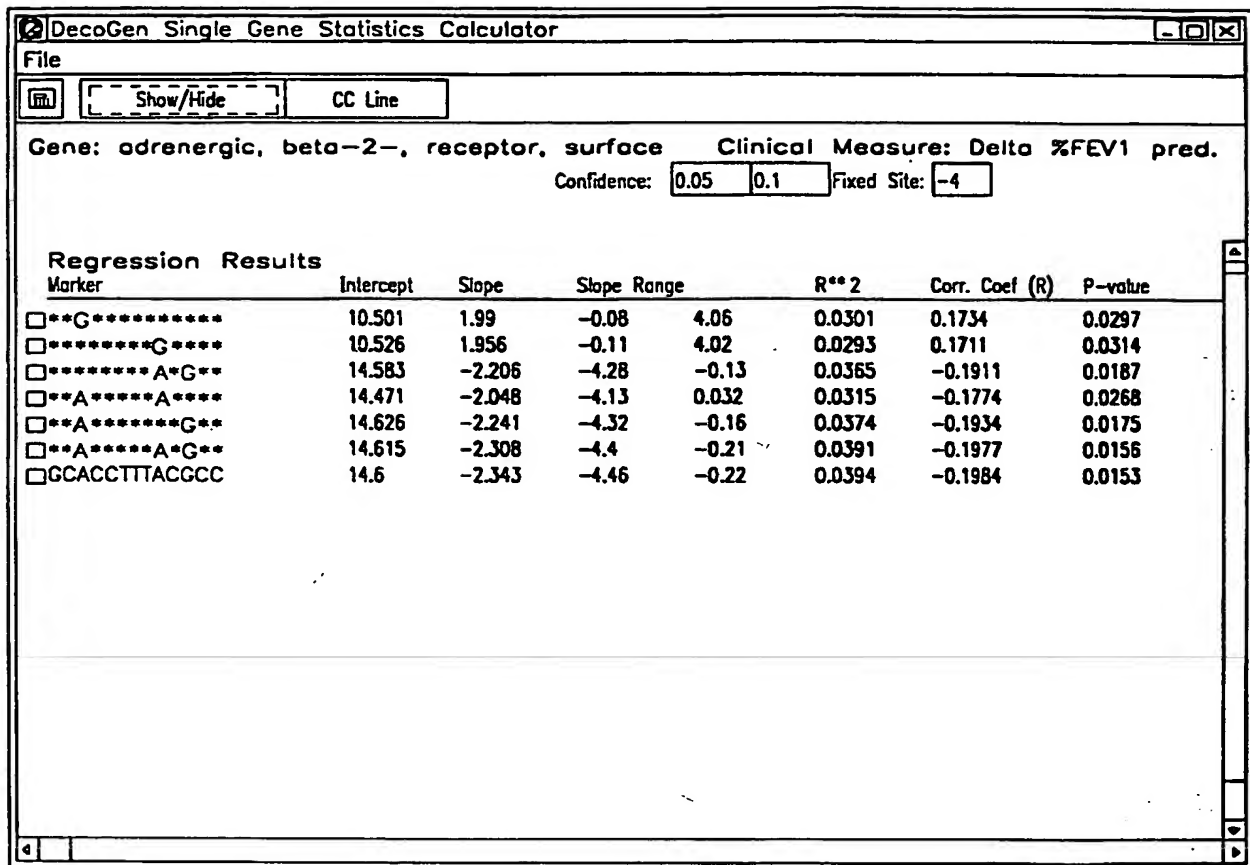 DecoGen Single Gene Statistics Calculator
File
Show/Hide CC Line
Gene: adrenergic, beta-2-, receptor, surface Clinical Measure: Delta %FEV1 pred.
Confidence: 0.05 0.1 Fixed Site: -4
Regression Results
Marker Intercept Slope Slope Range R** 2 Corr. Coef (R) P-value
**G********** 10.501 1.99 -0.08 4.06 0.0301 0.1734 0.0297
********G**** 10.526 1.956 -0.11 4.02 0.0293 0.1711 0.0314
********A*G** 14.583 -2.206 -4.28 -0.13 0.0365 -0.1911 0.0187
**A*****A**** 14.471 -2.048 -4.13 0.032 0.0315 -0.1774 0.0268
**A*******G** 14.626 -2.241 -4.32 -0.16 0.0374 -0.1934 0.0175
**A*****A*G** 14.615 -2.308 -4.4 -0.21 0.0391 -0.1977 0.0156
GCACCTTTACGCC 14.6 -2.343 -4.46 -0.22 0.0394 -0.1984 0.0153